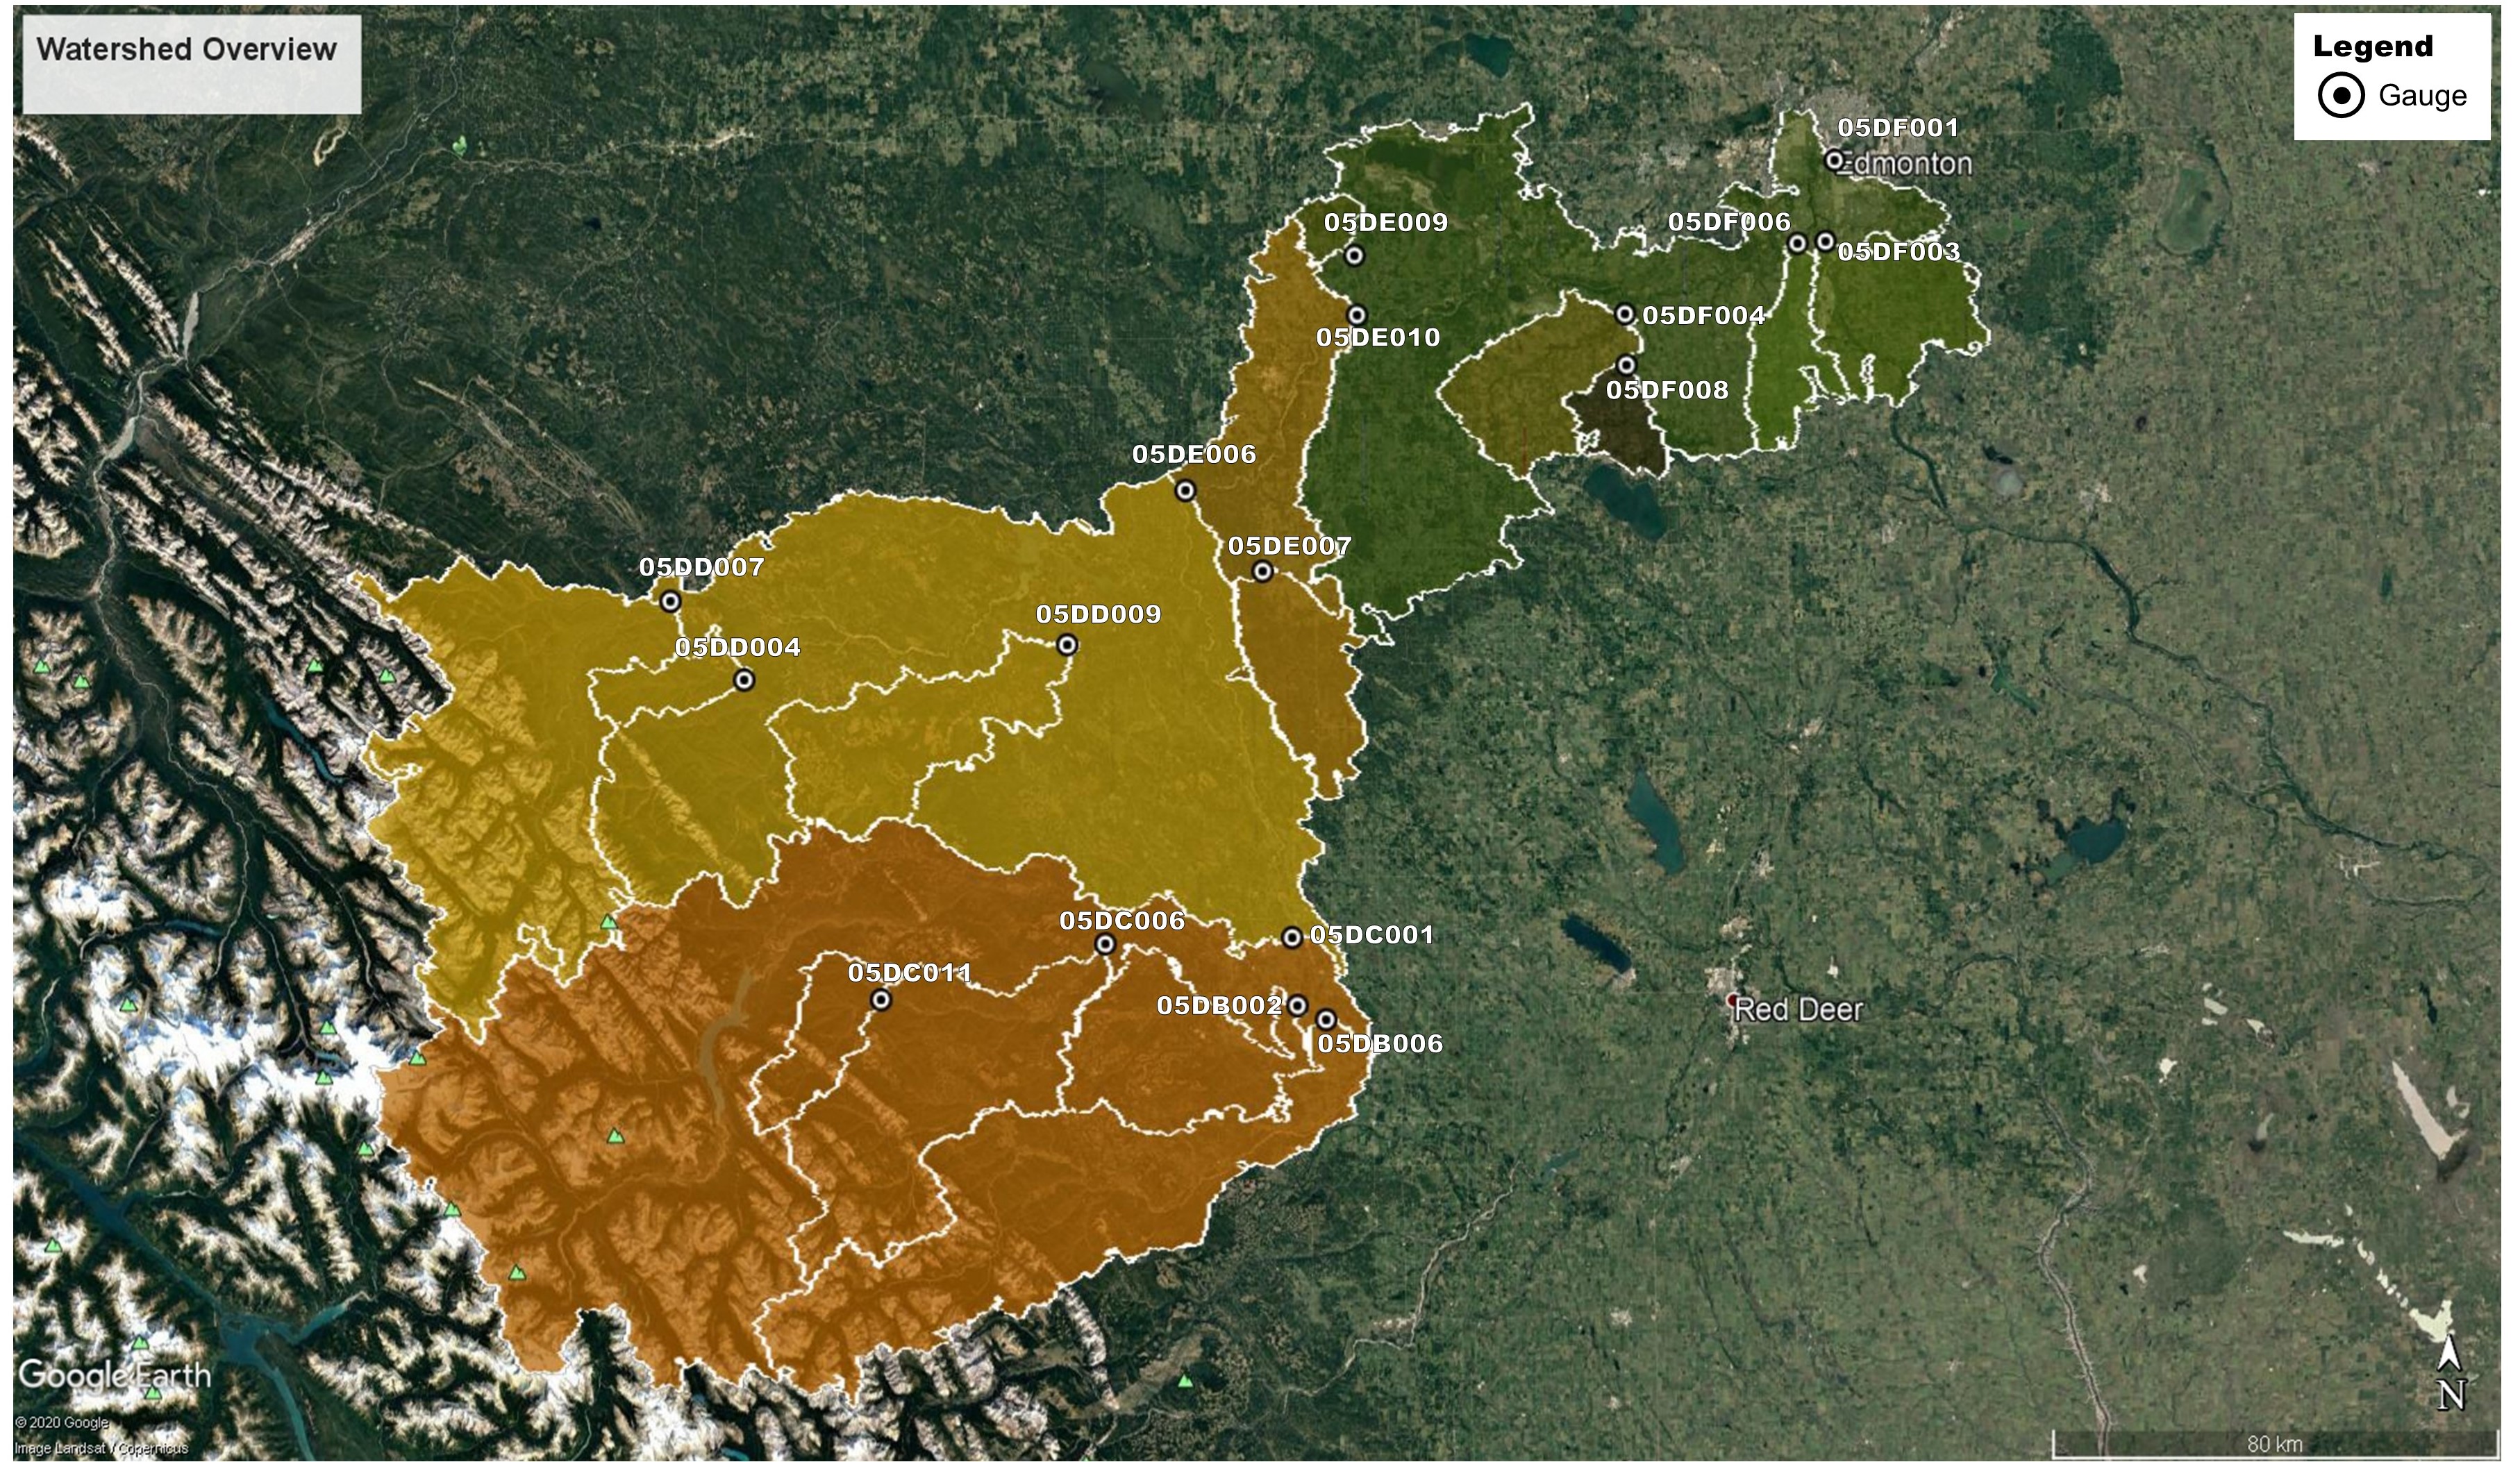 Watershed Overview
Legend
Gauge
05DF001
Edmonton
05DE009
05DF006
05DF003
05DE010
05DF004
05DF008
05DE006
05DE007
05DD007
05DD009
05DD004
05DC006
05DC001
05DC011
05DB002
Red Deer
05DB006
Google Earth
N
© 2020 Google
Image Landsat / Copernicus
80 km